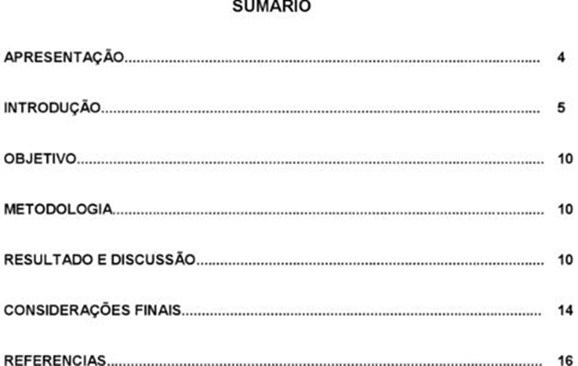 SUMARIO
APRESENTAÇÃO.................................................................................................... 4
INTRODUÇÃO.......................................................................................................... 5
OBJETIVO................................................................................................................ 10
METODOLOGIA....................................................................................................... 10
RESULTADO E DISCUSSÃO................................................................................... 10
CONSIDERAÇÕES FINAIS...................................................................................... 14
REFERENCIAS......................................................................................................... 16